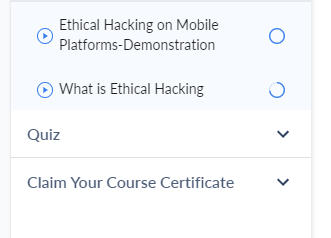 Ethical Hacking on Mobile
Platforms-Demonstration
What is Ethical Hacking
Quiz
Claim Your Course Certificate